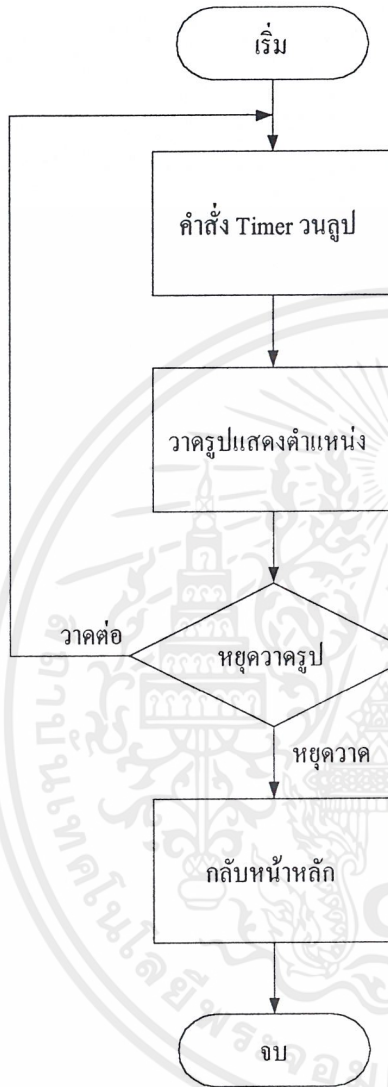 เริ่ม
คำสั่ง Timer วนลูป
วาดรูปแสดงตำแหน่ง
วาดต่อ
หยุดวาดรูป
หยุดวาด
กลับหน้าหลัก
จบ